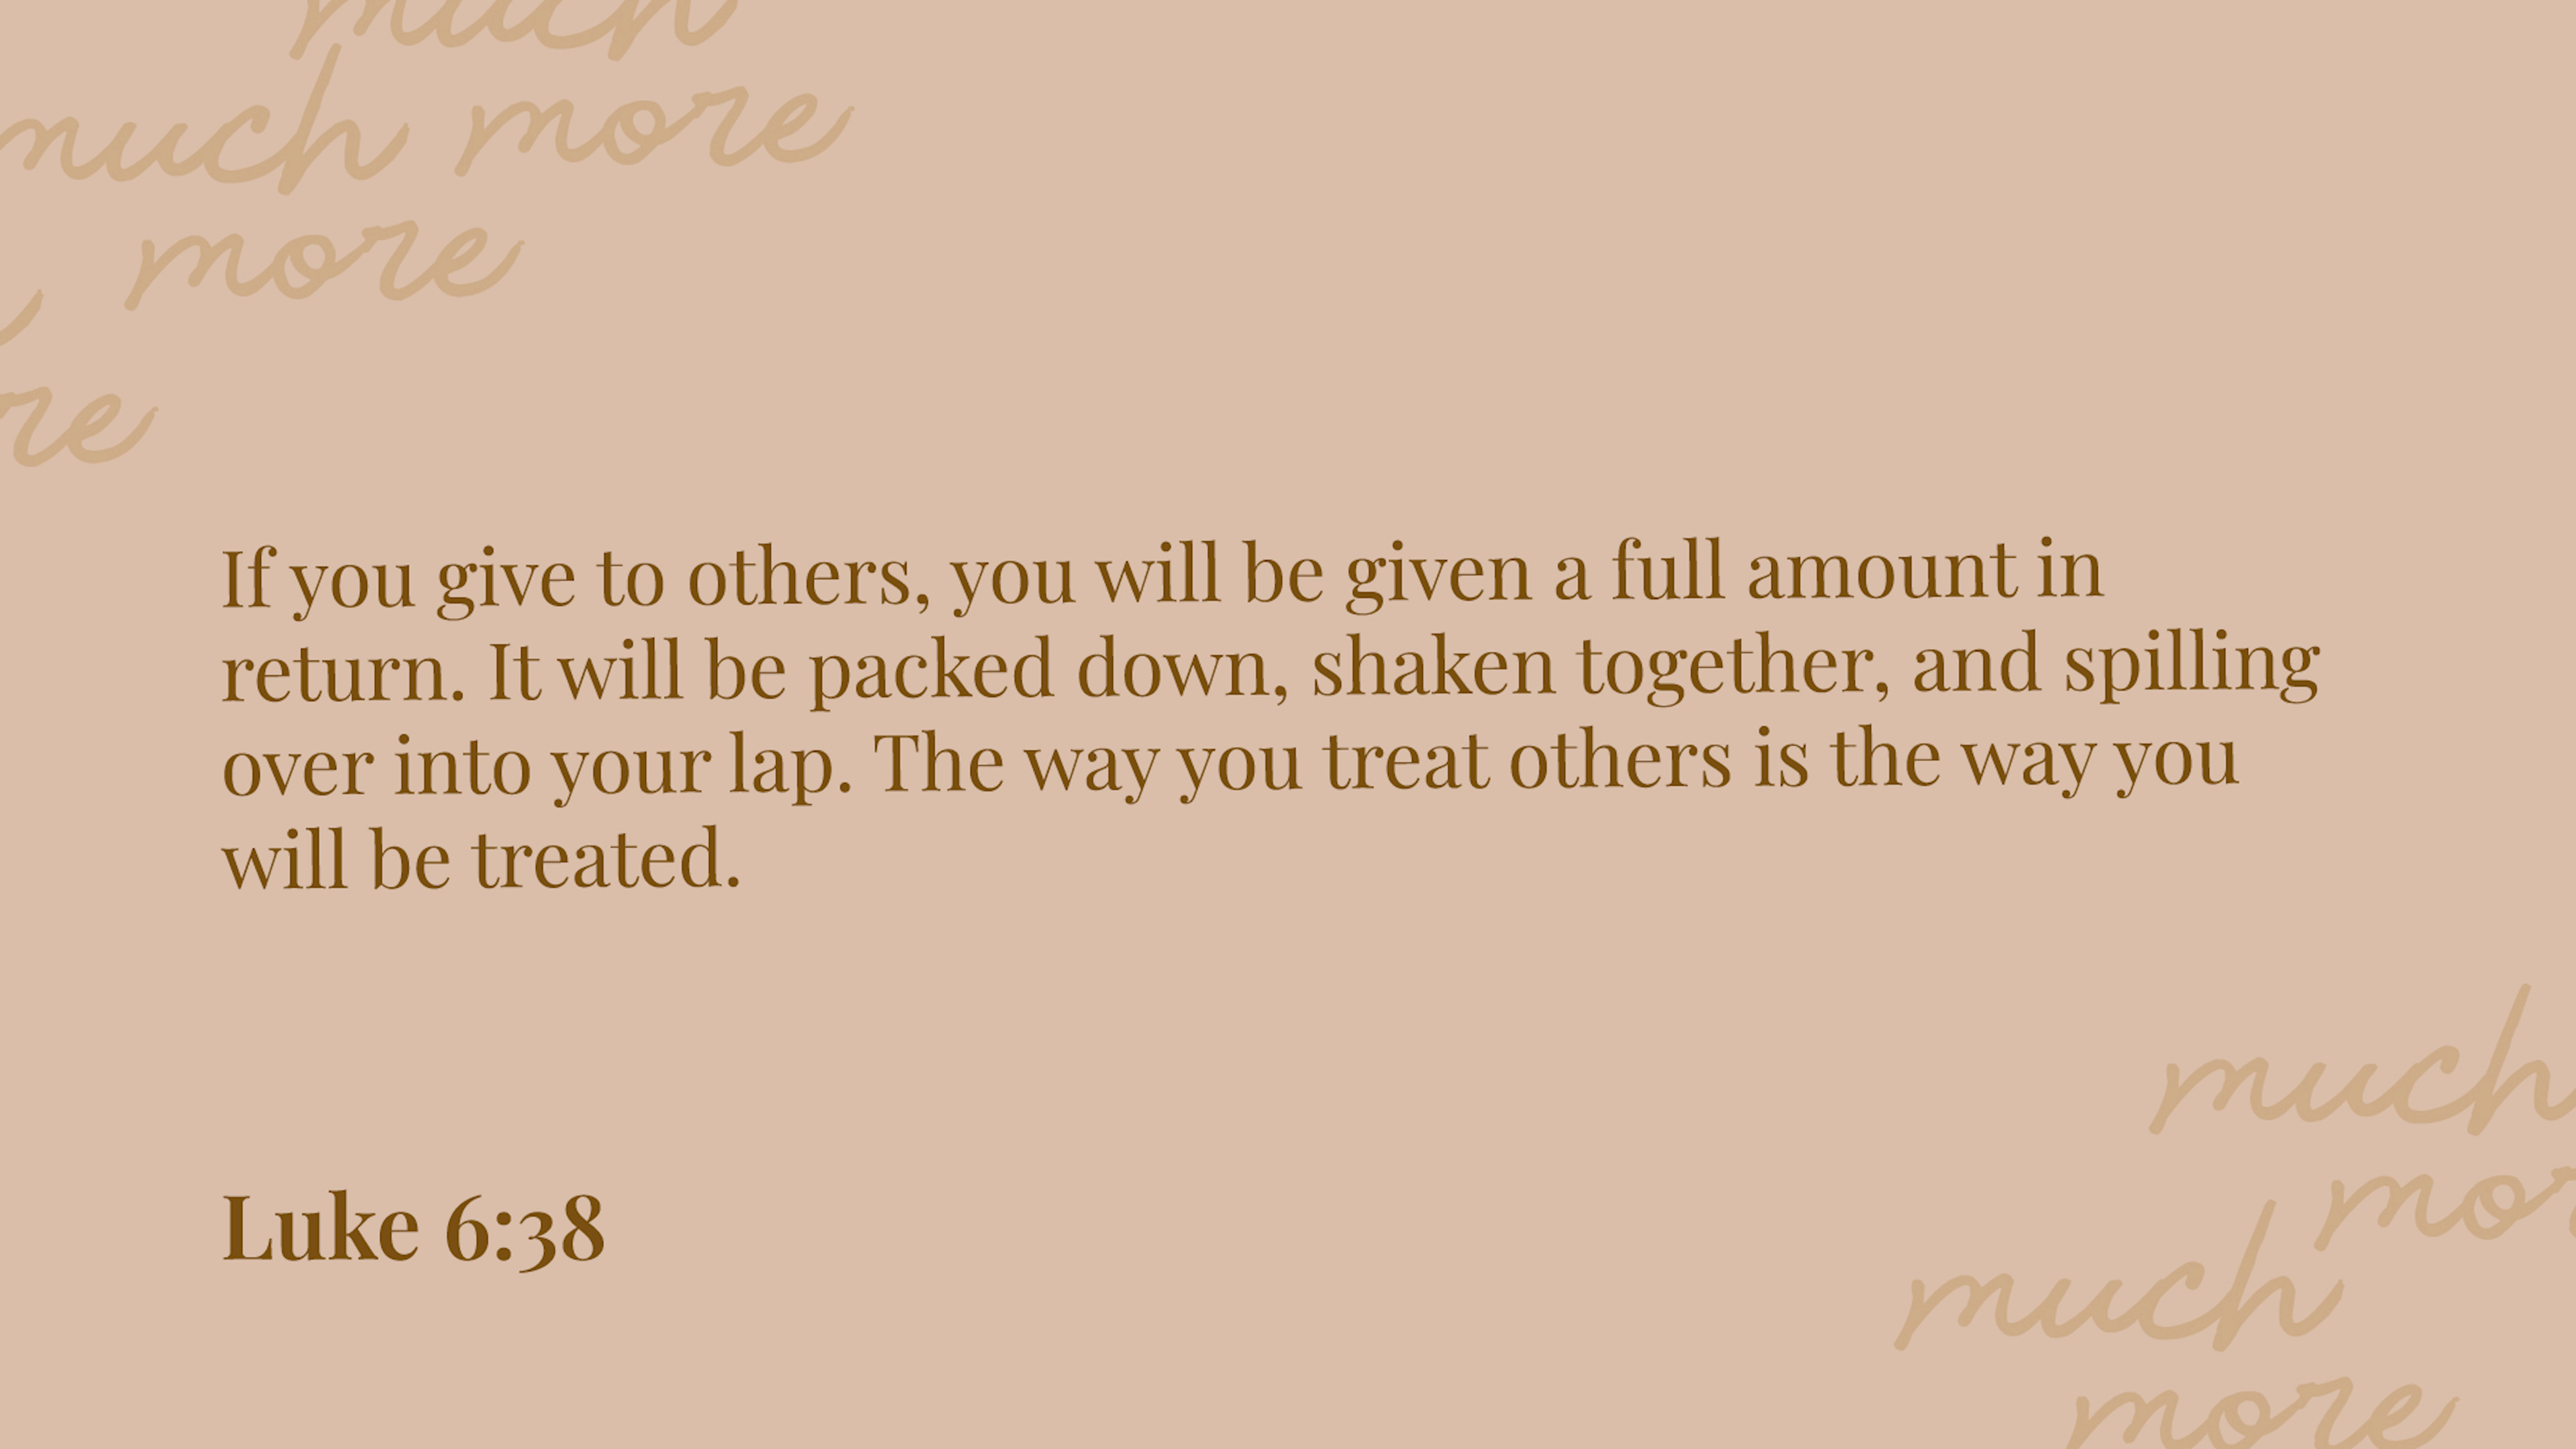 much
much more
more
re
If you give to others, you will be given a full amount in
return. It will be packed down, shaken together, and spilling
over into your lap. The way you treat others is the way you
will be treated.
much
mor
Luke 6:38
much
more